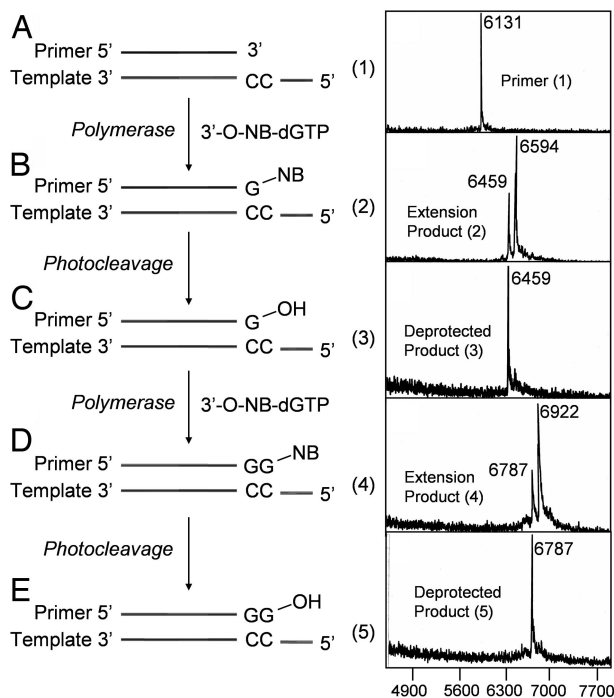 A
Primer 5’ 3’
Template 3’ CC 5’ (1)
Polymerase 3’-O-NB-dGTP
B
Primer 5’ G NB
Template 3’ CC 5’ (2)
Photocleavage
C
Primer 5’ G OH
Template 3’ CC 5’ (3)
Polymerase 3’-O-NB-dGTP
D
Primer 5’ GG NB
Template 3’ CC 5’ (4)
Photocleavage
E
Primer 5’ GG OH
Template 3’ CC 5’ (5)
6131
Primer (1)
6594
6459
Extension
Product (2)
6459
Deprotected
Product (3)
6922
6787
Extension
Product (4)
6787
Deprotected
Product (5)
4900 5600 6300 7000 7700